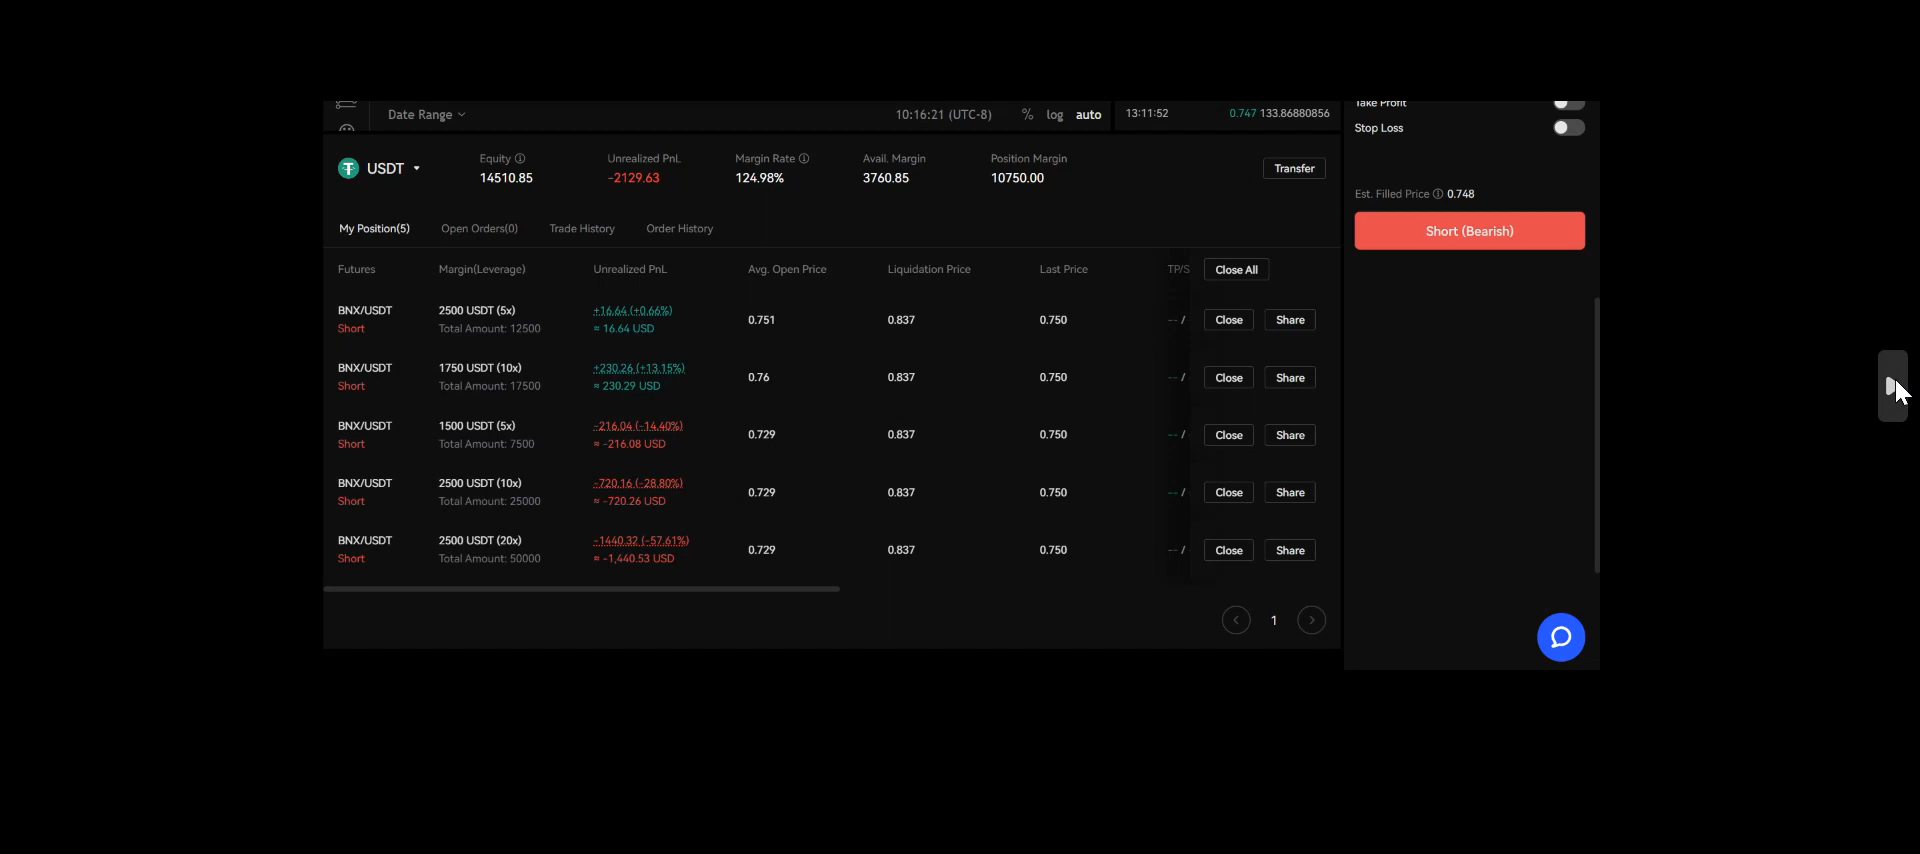 Date Range
10:16:21 (UTC-8) % log auto
13:11:52 0.747 133.86880856
Take Profit
Stop Loss
USDT
Equity Unrealized PnL Margin Rate Avail. Margin Position Margin
14510.85 -2129.63 124.98% 3760.85 10750.00
Transfer
Est. Filled Price 0.748
Short (Bearish)
My Position(5) Open Orders(0) Trade History Order History
Futures Margin(Leverage) Unrealized PnL Avg. Open Price Liquidation Price Last Price TP/S Close All
BNX/USDT 2500 USDT (5x) +16.64 (+0.66%)
0.751 0.837 0.750 -- / Close Share
Short Total Amount: 12500 ≈ 16.64 USD
BNX/USDT 1750 USDT (10x) +230.26 (+13.15%)
0.76 0.837 0.750 -- / Close Share
Short Total Amount: 17500 ≈ 230.29 USD
BNX/USDT 1500 USDT (5x) -216.04 (-14.40%)
0.729 0.837 0.750 -- / Close Share
Short Total Amount: 7500 ≈ -216.08 USD
BNX/USDT 2500 USDT (10x) -720.16 (-28.80%)
0.729 0.837 0.750 -- / Close Share
Short Total Amount: 25000 ≈ -720.26 USD
BNX/USDT 2500 USDT (20x) -1440.32 (-57.61%)
0.729 0.837 0.750 -- / Close Share
Short Total Amount: 50000 ≈ -1,440.53 USD
< 1 >